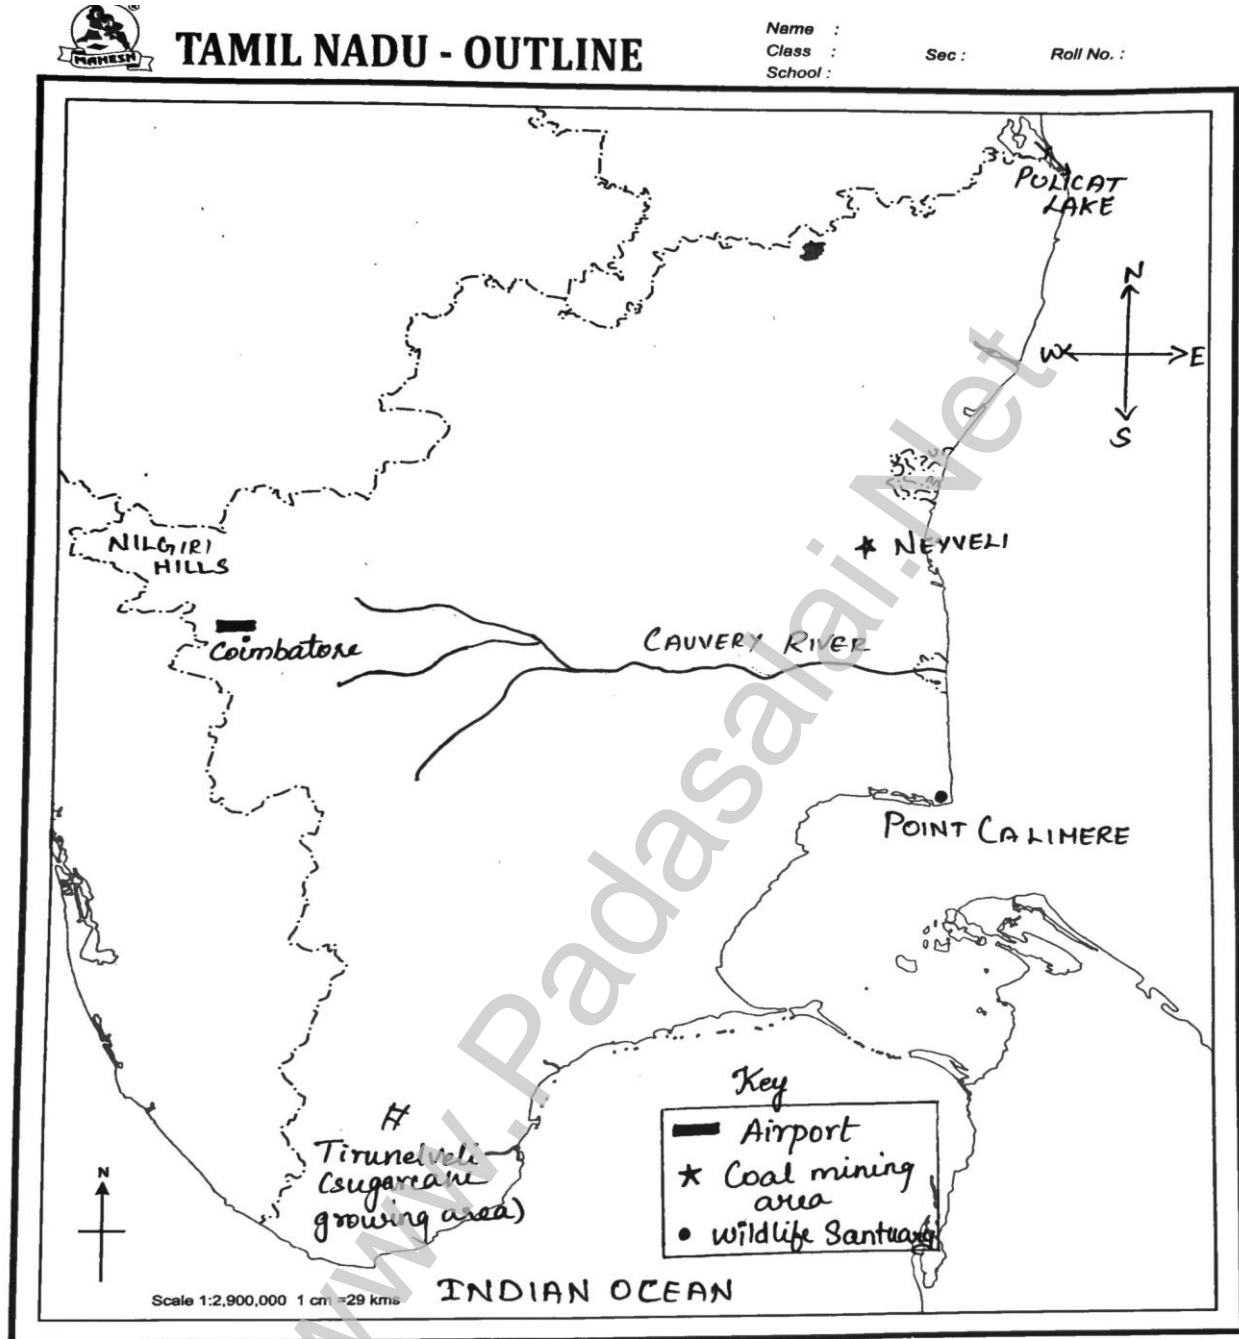 MAHESH
®
TAMIL NADU - OUTLINE
Name :
Class :
Sec :
Roll No. :
School :
PULICAT
LAKE
N
W
E
S
NEYVELI
NILGIRI
HILLS
Coimbatore
CAUVERY RIVER
POINT CALIMERE
www.Padasalai.Net
Key
Airport
Coal mining
area
Wildlife Santuary
Tirunelveli
(sugarcane
growing area)
N
Scale 1:2,900,000 1 cm =29 kms
INDIAN OCEAN